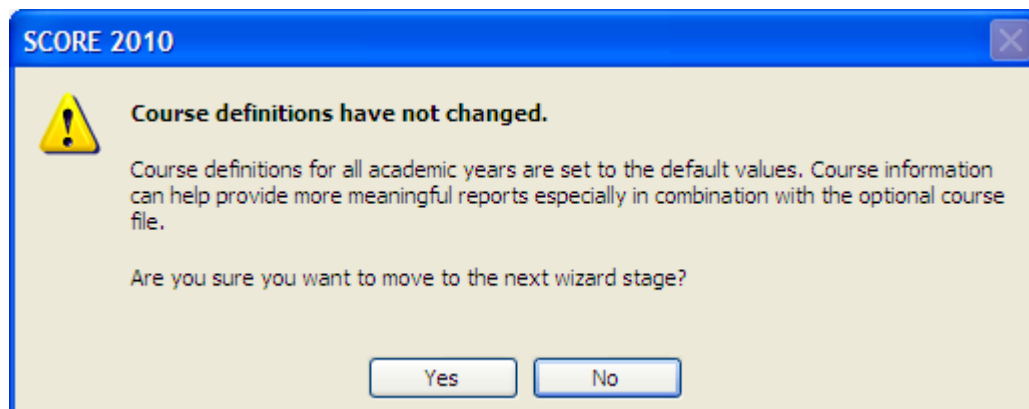 SCORE 2010
Course definitions have not changed.
Course definitions for all academic years are set to the default values. Course information
can help provide more meaningful reports especially in combination with the optional course
file.
Are you sure you want to move to the next wizard stage?
Yes
No